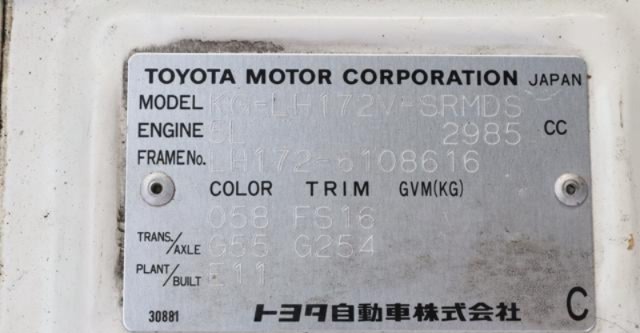 TOYOTA MOTOR CORPORATION JAPAN
MODEL KG-LH172V-SRMDS
ENGINE 5L 2985 CC
FRAME No. LH172-5108616
COLOR TRIM GVM(KG)
058 FS16
TRANS./AXLE G55 G254
PLANT/BUILT E11
30881 トヨタ自動車株式会社 C